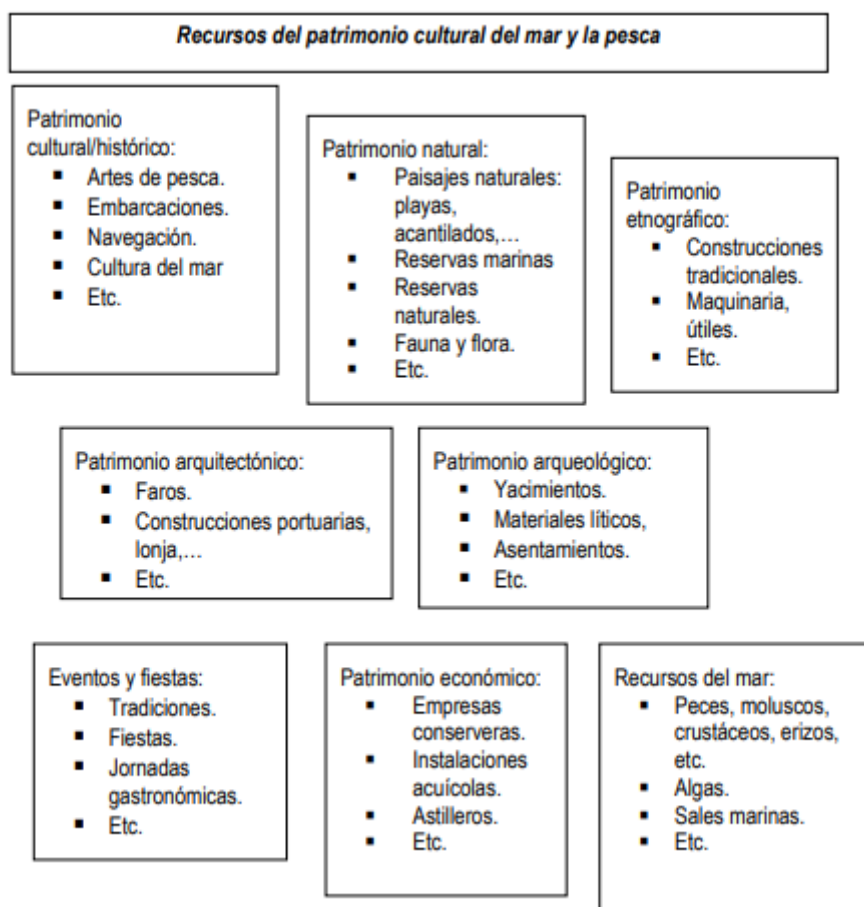 Recursos del patrimonio cultural del mar y la pesca
Patrimonio
cultural/histórico:
▪ Artes de pesca.
▪ Embarcaciones.
▪ Navegación.
▪ Cultura del mar
▪ Etc.
Patrimonio natural:
▪ Paisajes naturales:
playas,
acantilados,…
▪ Reservas marinas
▪ Reservas
naturales.
▪ Fauna y flora.
▪ Etc.
Patrimonio
etnográfico:
▪ Construcciones
tradicionales.
▪ Maquinaria,
útiles.
▪ Etc.
Patrimonio arquitectónico:
▪ Faros.
▪ Construcciones portuarias,
lonja,…
▪ Etc.
Patrimonio arqueológico:
▪ Yacimientos.
▪ Materiales líticos,
▪ Asentamientos.
▪ Etc.
Eventos y fiestas:
▪ Tradiciones.
▪ Fiestas.
▪ Jornadas
gastronómicas.
▪ Etc.
Patrimonio económico:
▪ Empresas
conserveras.
▪ Instalaciones
acuícolas.
▪ Astilleros.
▪ Etc.
Recursos del mar:
▪ Peces, moluscos,
crustáceos, erizos,
etc.
▪ Algas.
▪ Sales marinas.
▪ Etc.